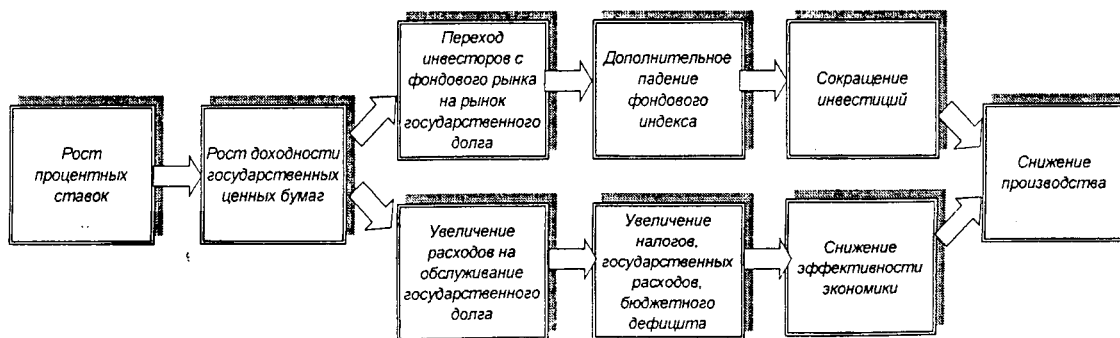 Рост
процентных
ставок
Рост доходности
государственных
ценных бумаг
Переход
инвесторов с
фондового рынка
на рынок
государственного
долга
Дополнительное
падение
фондового
индекса
Сокращение
инвестиций
Увеличение
расходов на
обслуживание
государственного
долга
Увеличение
налогов,
государственных
расходов,
бюджетного
дефицита
Снижение
эффективности
экономики
Снижение
производства